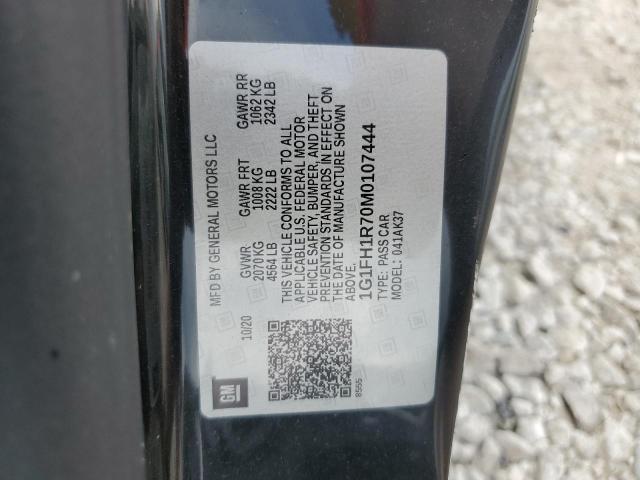 MFD BY GENERAL MOTORS LLC
10/20
GVWR GAWR FRT GAWR RR
2070 KG 1008 KG 1062 KG
4564 LB 2222 LB 2342 LB
THIS VEHICLE CONFORMS TO ALL
APPLICABLE U.S. FEDERAL MOTOR
VEHICLE SAFETY, BUMPER, AND THEFT
PREVENTION STANDARDS IN EFFECT ON
THE DATE OF MANUFACTURE SHOWN
ABOVE.
1G1FH1R70M0107444
TYPE: PASS CAR
MODEL: 041AK37
GM
8555